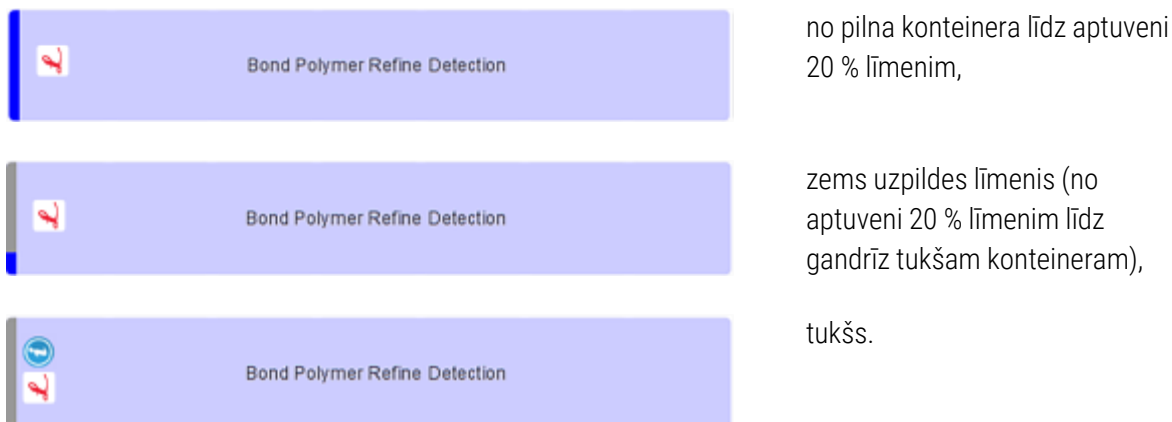 Bond Polymer Refine Detection
no pilna konteinera līdz aptuveni
20 % līmenim,
Bond Polymer Refine Detection
zems uzpildes līmenis (no
aptuveni 20 % līmenim līdz
gandrīz tukšam konteineram),
Bond Polymer Refine Detection
tukšs.